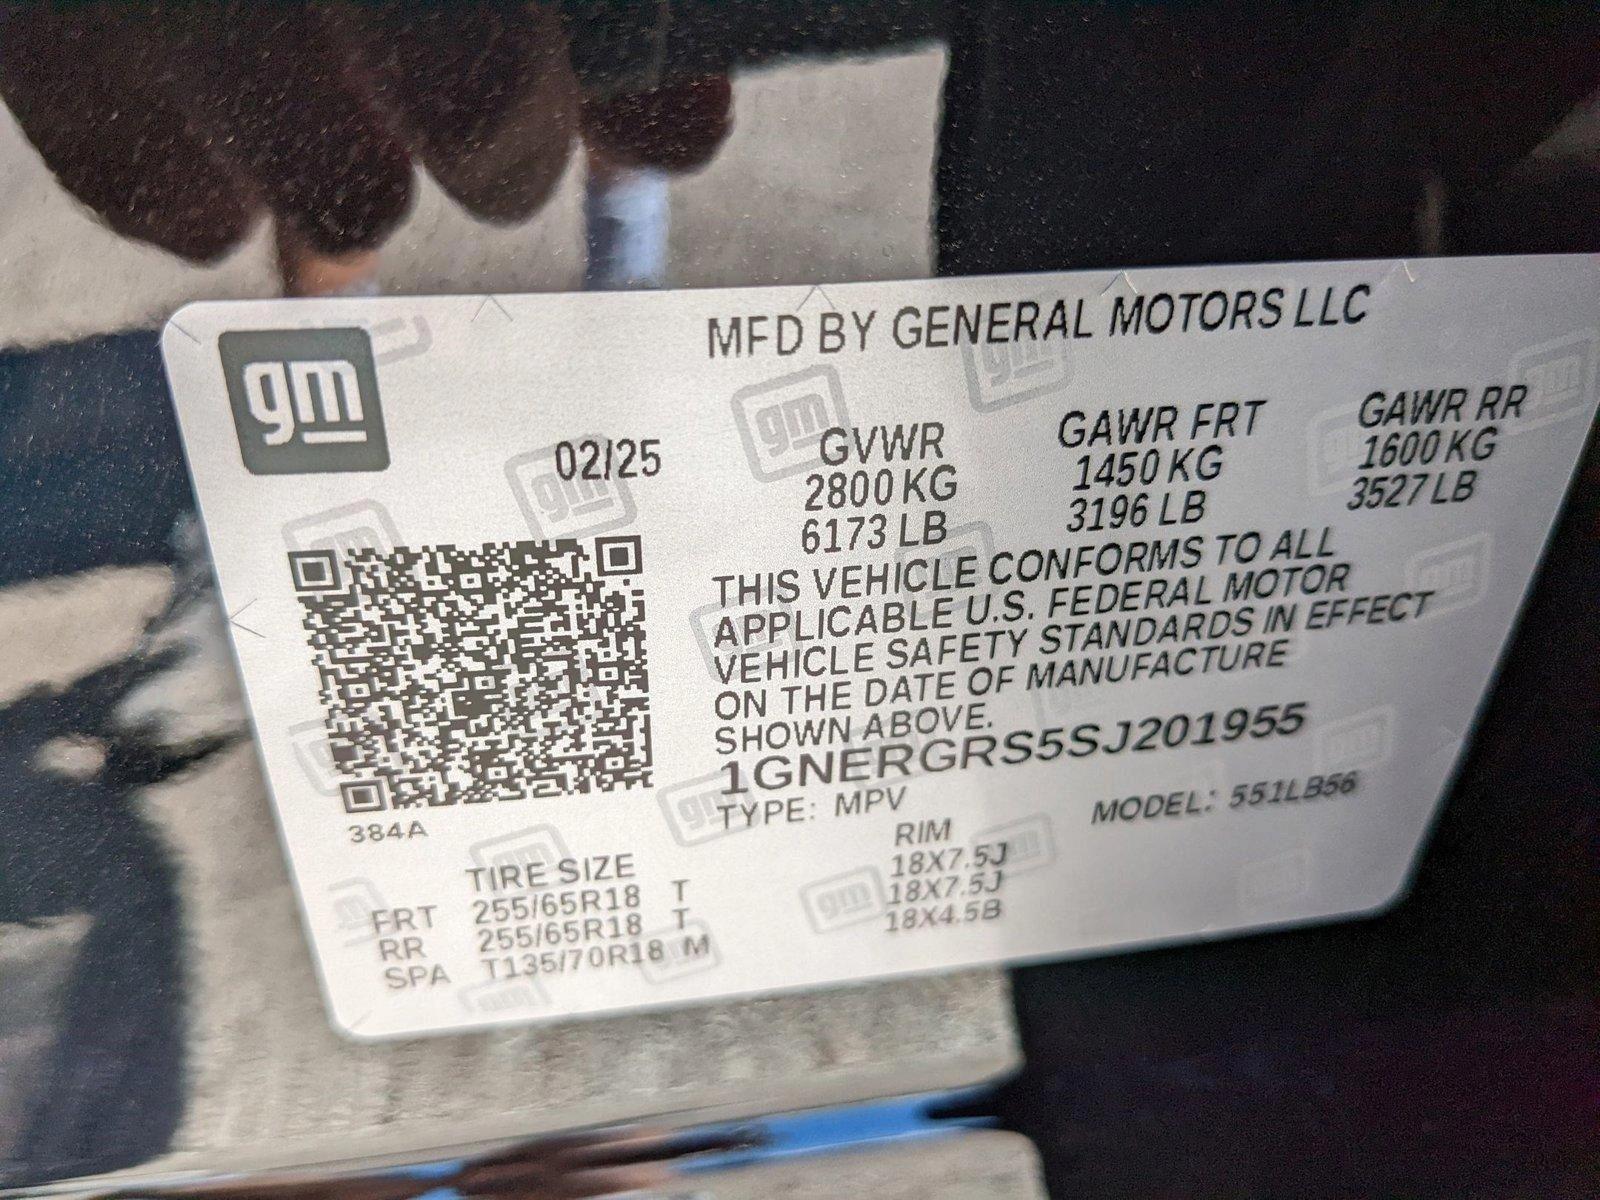 gm
MFD BY GENERAL MOTORS LLC
02/25
GVWR GAWR FRT GAWR RR
2800 KG 1450 KG 1600 KG
6173 LB 3196 LB 3527 LB
THIS VEHICLE CONFORMS TO ALL
APPLICABLE U.S. FEDERAL MOTOR
VEHICLE SAFETY STANDARDS IN EFFECT
ON THE DATE OF MANUFACTURE
SHOWN ABOVE.
1GNERGRS5SJ201955
TYPE: MPV MODEL: 551LB56
384A
TIRE SIZE RIM
FRT 255/65R18 T 18X7.5J
RR 255/65R18 T 18X7.5J
SPA T135/70R18 M 18X4.5B